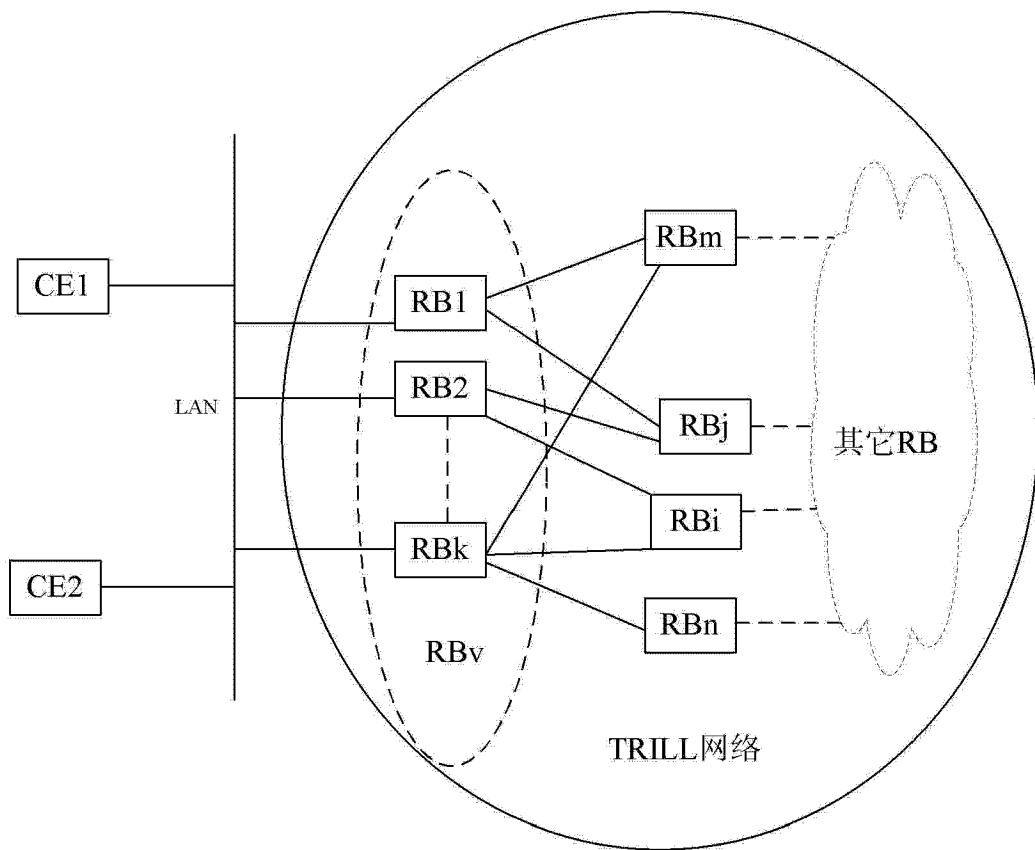 RBm
CE1
RB1
RB2
LAN
RBj
其它RB
RBi
RBk
CE2
RBn
RBv
TRILL网络